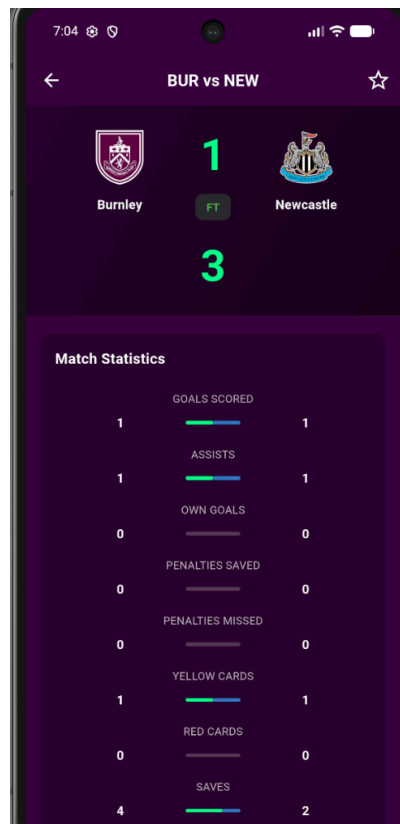 7:04
BUR vs NEW
1
Burnley FT Newcastle
3
Match Statistics
GOALS SCORED
1 1
ASSISTS
1 1
OWN GOALS
0 0
PENALTIES SAVED
0 0
PENALTIES MISSED
0 0
YELLOW CARDS
1 1
RED CARDS
0 0
SAVES
4 2